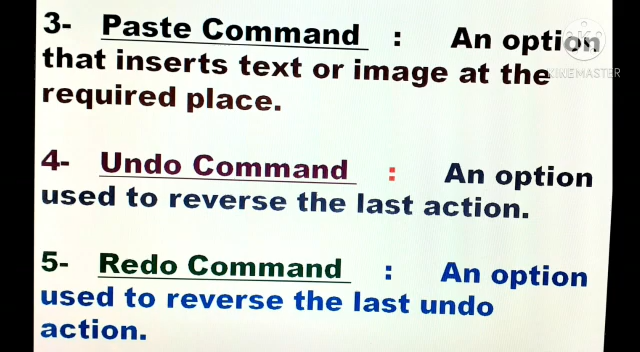 3- Paste Command : An option
that inserts text or image at the
required place.
4- Undo Command : An option
used to reverse the last action.
5- Redo Command : An option
used to reverse the last undo
action.
KINEMASTER